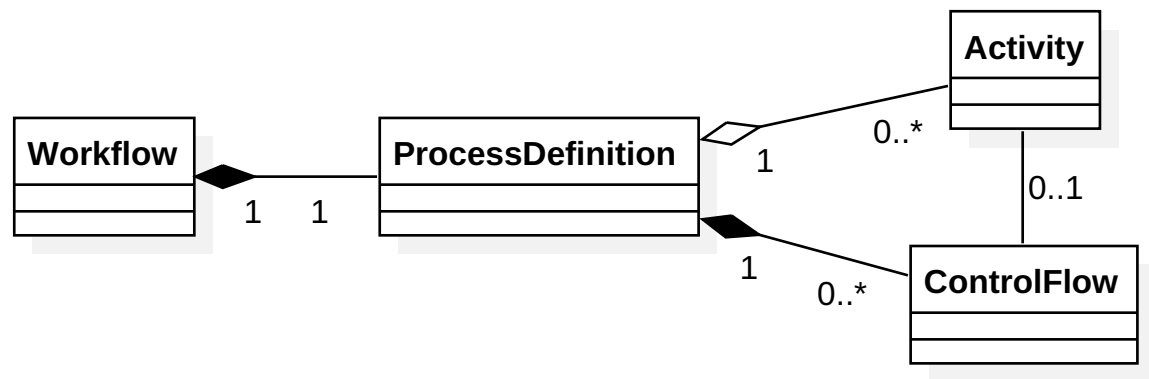 Activity
0..*
1
Workflow
1
1
ProcessDefinition
0..1
1
0..*
ControlFlow